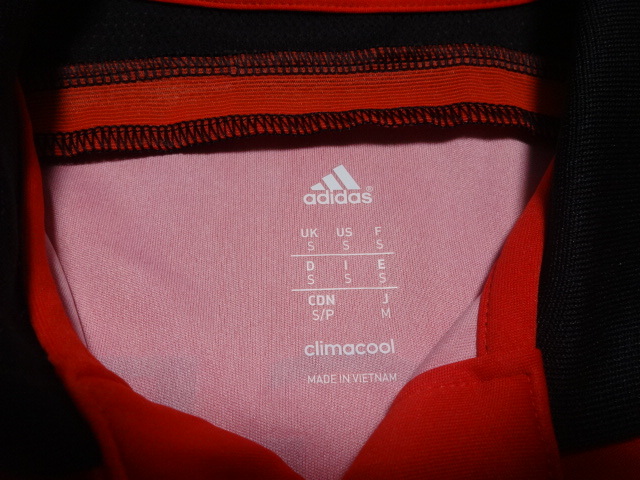 adidas®
UK US F
S S S
D I E
S S S
CDN J
S/P M
climacool
MADE IN VIETNAM